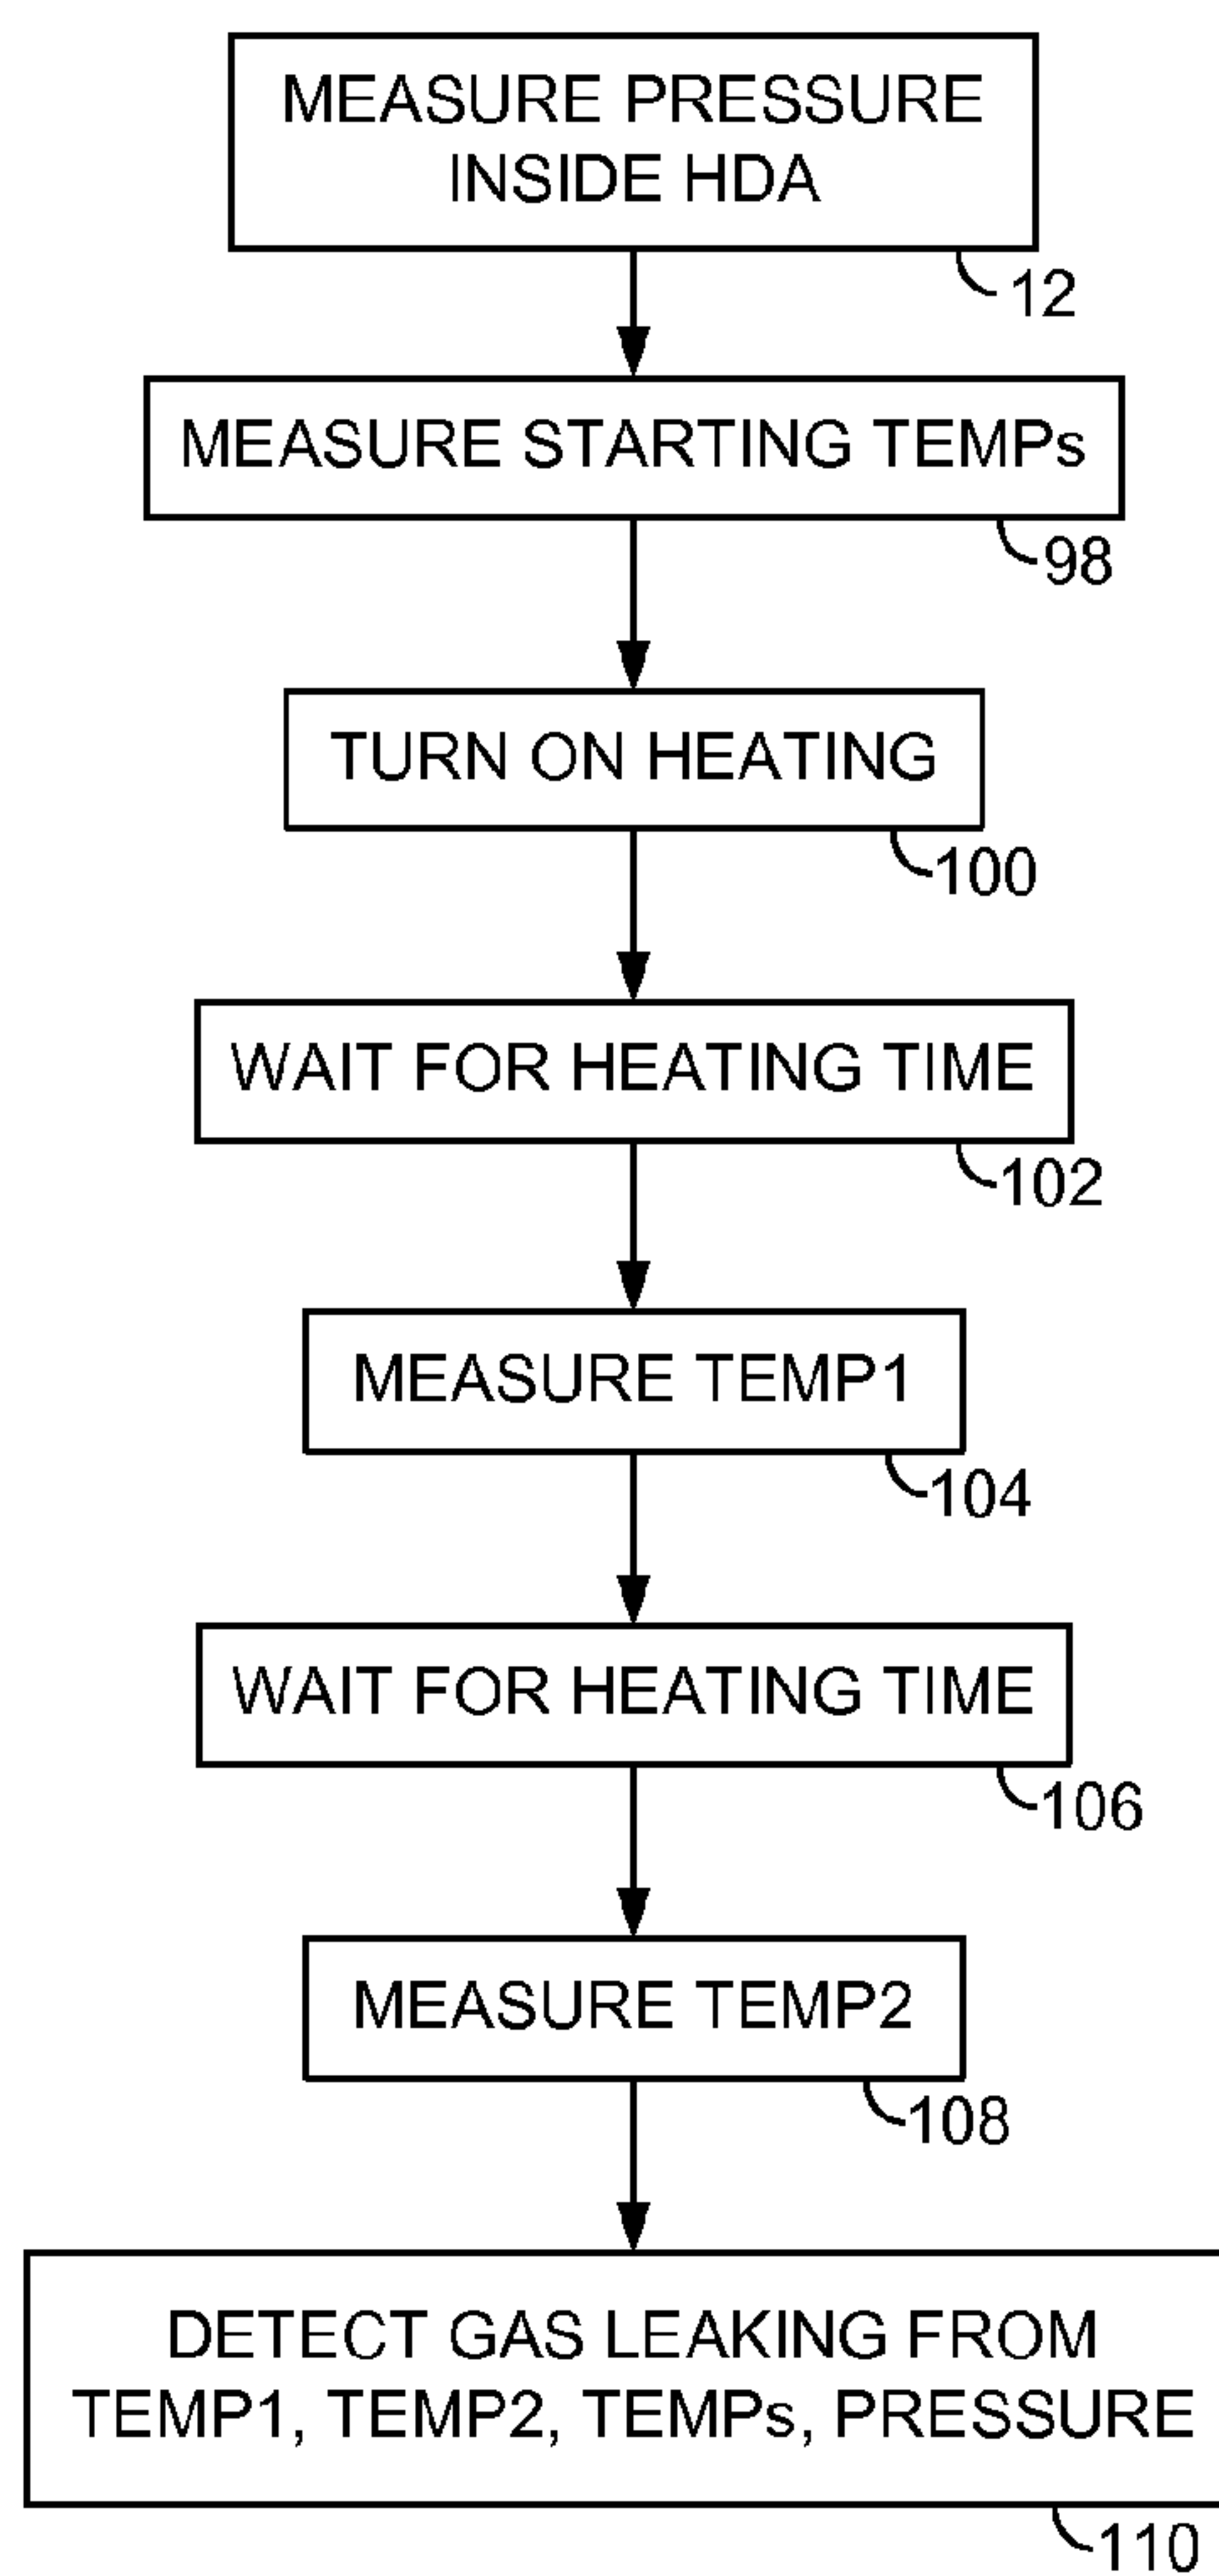 MEASURE PRESSURE
INSIDE HDA
12
MEASURE STARTING TEMPs
98
TURN ON HEATING
100
WAIT FOR HEATING TIME
102
MEASURE TEMP1
104
WAIT FOR HEATING TIME
106
MEASURE TEMP2
108
DETECT GAS LEAKING FROM
TEMP1, TEMP2, TEMPs, PRESSURE
110